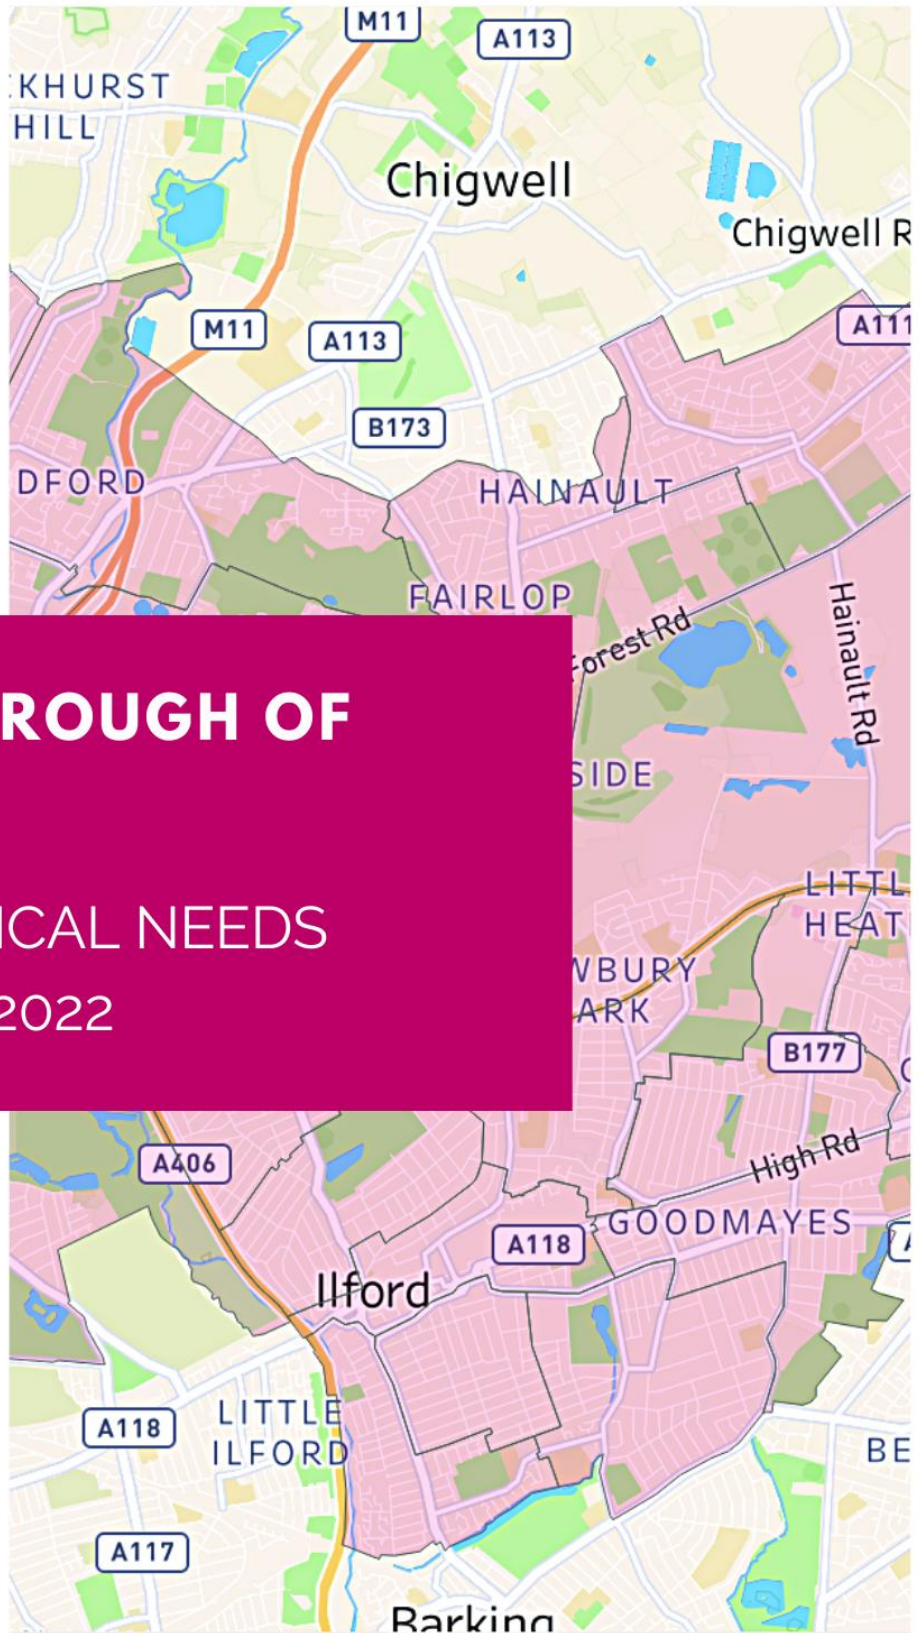 M11
A113
KHURST
HILL
Chigwell
Chigwell R
M11
A113
A111
B173
DFORD
HAINAULT
FAIRLOP
Forest Rd
Hainault Rd
ROUGH OF
SIDE
LITTL
HEAT
ICAL NEEDS
WBURY
ARK
2022
B177
High Rd
A406
GOODMAYES
A118
Ilford
A118
LITTLE
ILFORD
BE
A117
Barking